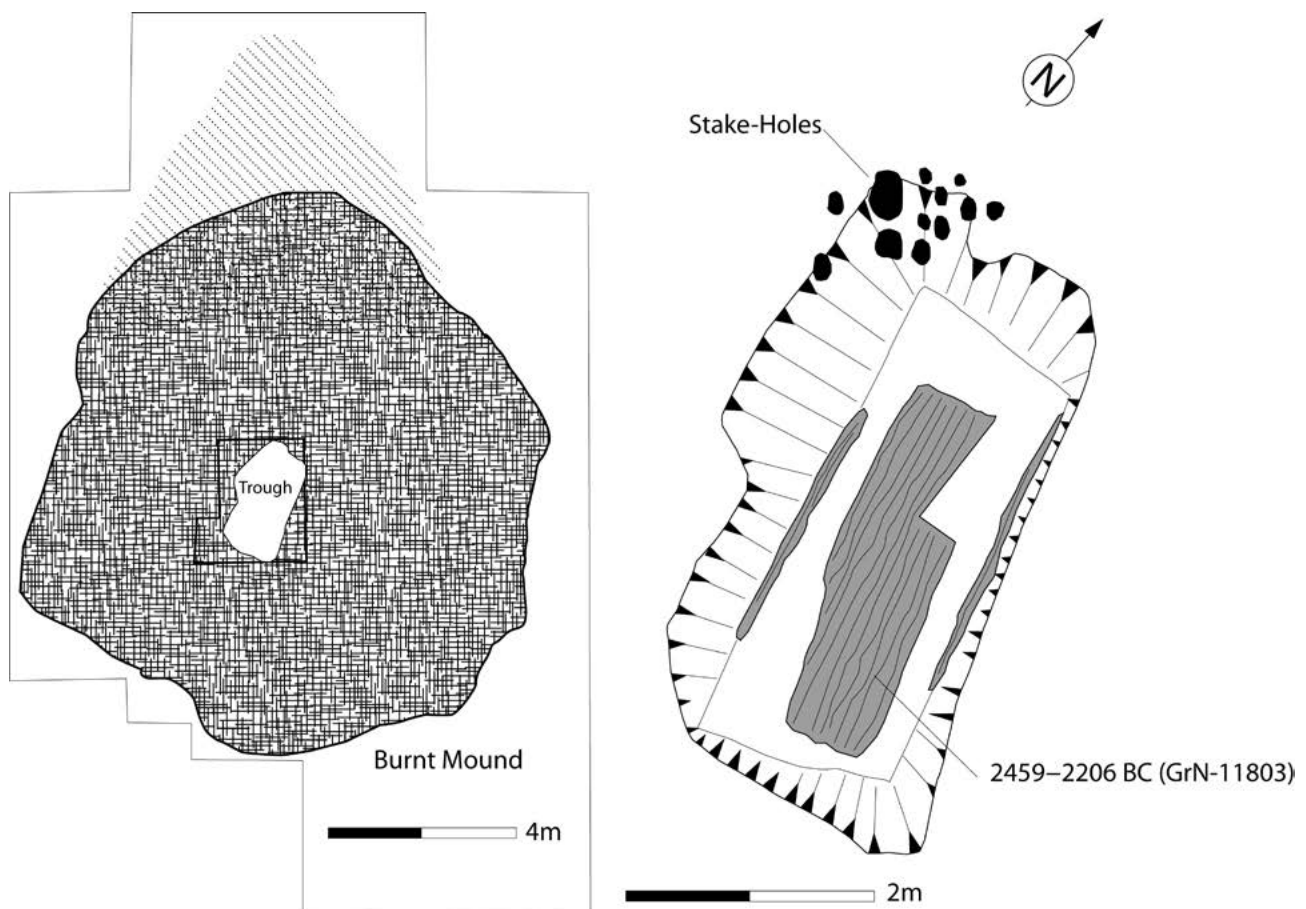 N
Stake-Holes
Trough
Burnt Mound
2459–2206 BC (GrN-11803)
4m
2m